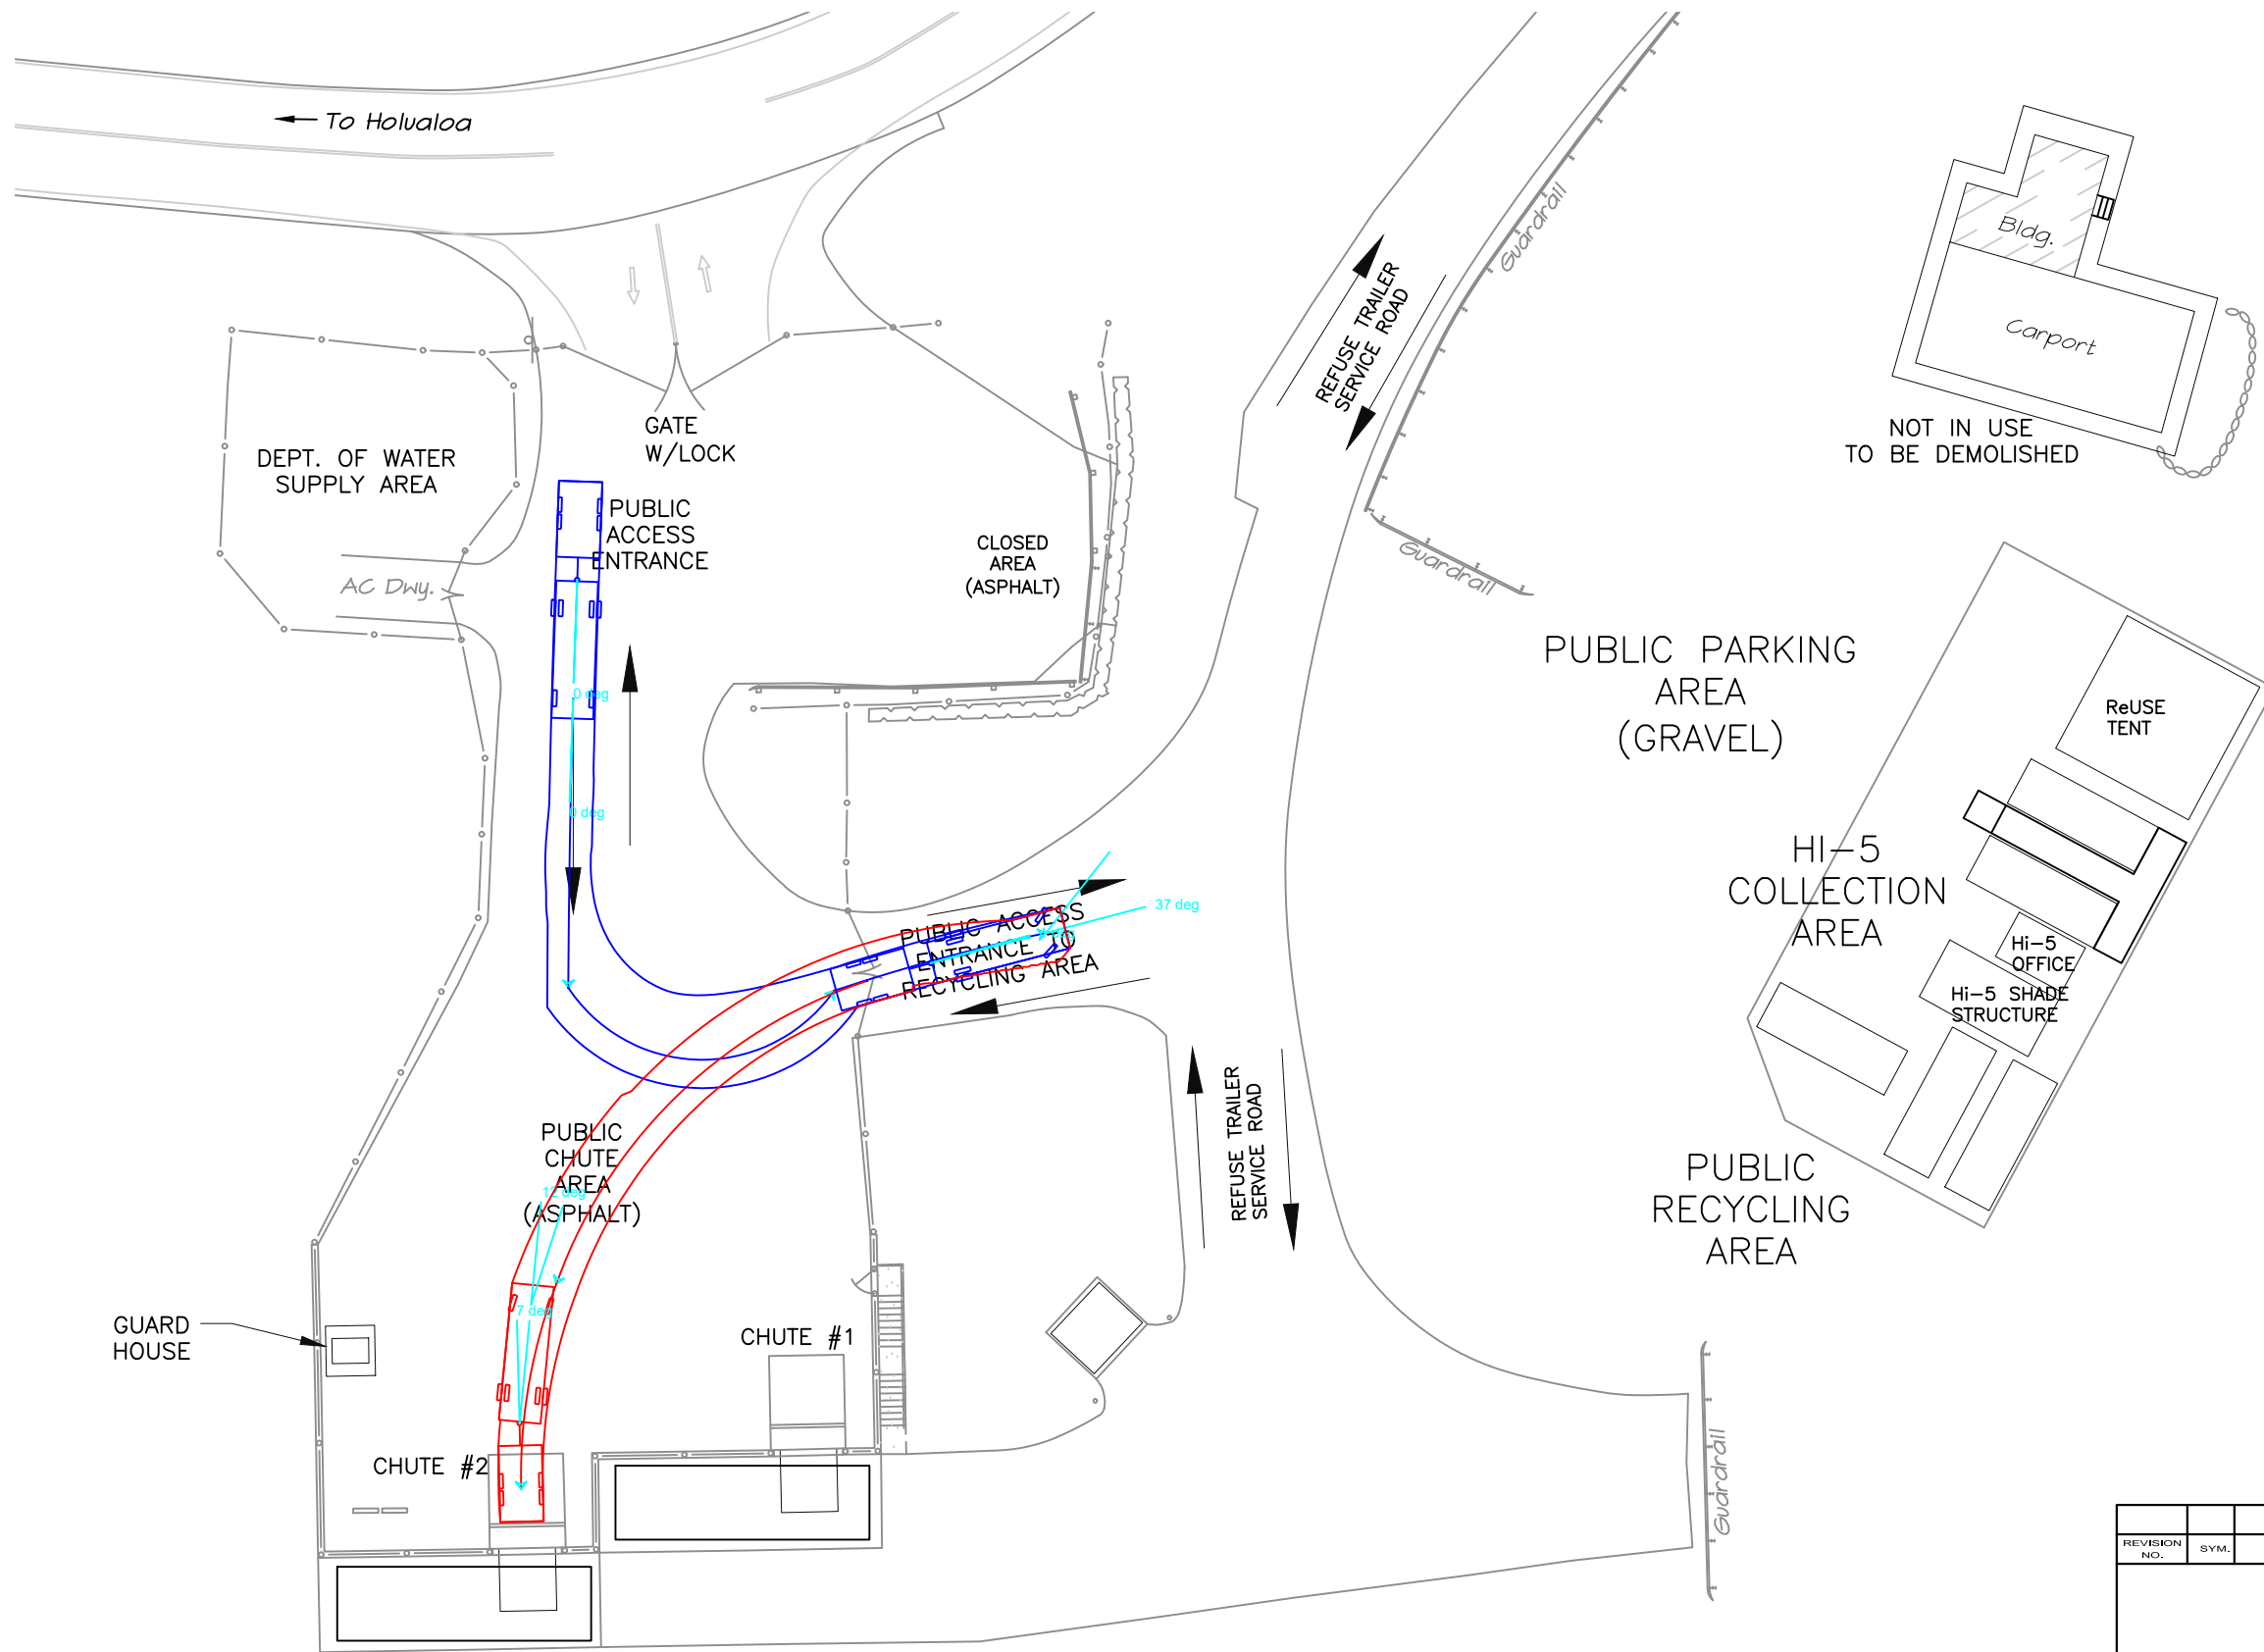 To Holualoa
GATE
W/LOCK
DEPT. OF WATER
SUPPLY AREA
PUBLIC
ACCESS
ENTRANCE
AC Dwy.
CLOSED
AREA
(ASPHALT)
REFUSE TRAILER
SERVICE ROAD
Guardrail
Guardrail
Bldg.
Carport
NOT IN USE
TO BE DEMOLISHED
PUBLIC PARKING
AREA
(GRAVEL)
ReUSE
TENT
0 deg
0 deg
HI-5
COLLECTION
AREA
Hi-5
OFFICE
Hi-5 SHADE
STRUCTURE
37 deg
PUBLIC ACCESS
ENTRANCE TO
RECYCLING AREA
REFUSE TRAILER
SERVICE ROAD
PUBLIC
CHUTE
AREA
(ASPHALT)
12 deg
7 deg
PUBLIC
RECYCLING
AREA
GUARD
HOUSE
CHUTE #1
CHUTE #2
Guardrail
REVISION
NO.
SYM.